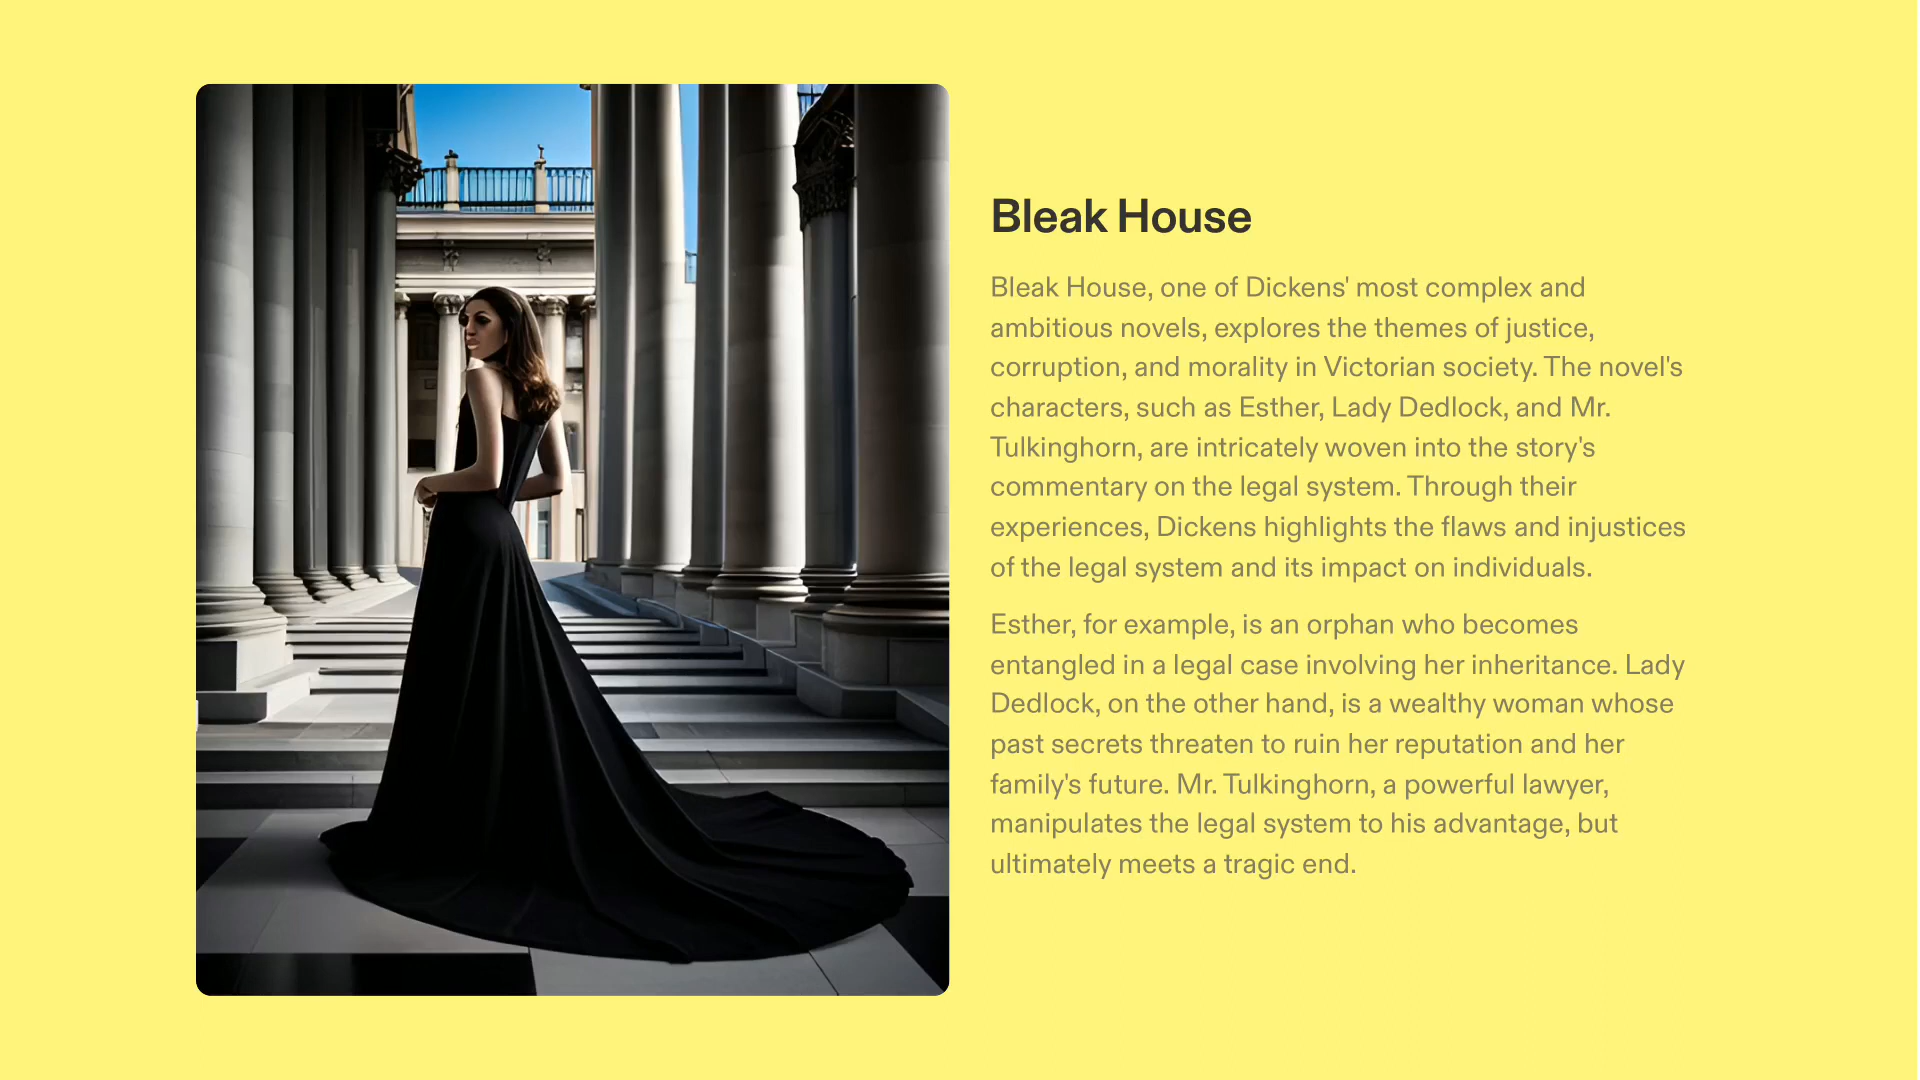 Bleak House
Bleak House, one of Dickens' most complex and
ambitious novels, explores the themes of justice,
corruption, and morality in Victorian society. The novel's
characters, such as Esther, Lady Dedlock, and Mr.
Tulkinghorn, are intricately woven into the story's
commentary on the legal system. Through their
experiences, Dickens highlights the flaws and injustices
of the legal system and its impact on individuals.
Esther, for example, is an orphan who becomes
entangled in a legal case involving her inheritance. Lady
Dedlock, on the other hand, is a wealthy woman whose
past secrets threaten to ruin her reputation and her
family's future. Mr. Tulkinghorn, a powerful lawyer,
manipulates the legal system to his advantage, but
ultimately meets a tragic end.